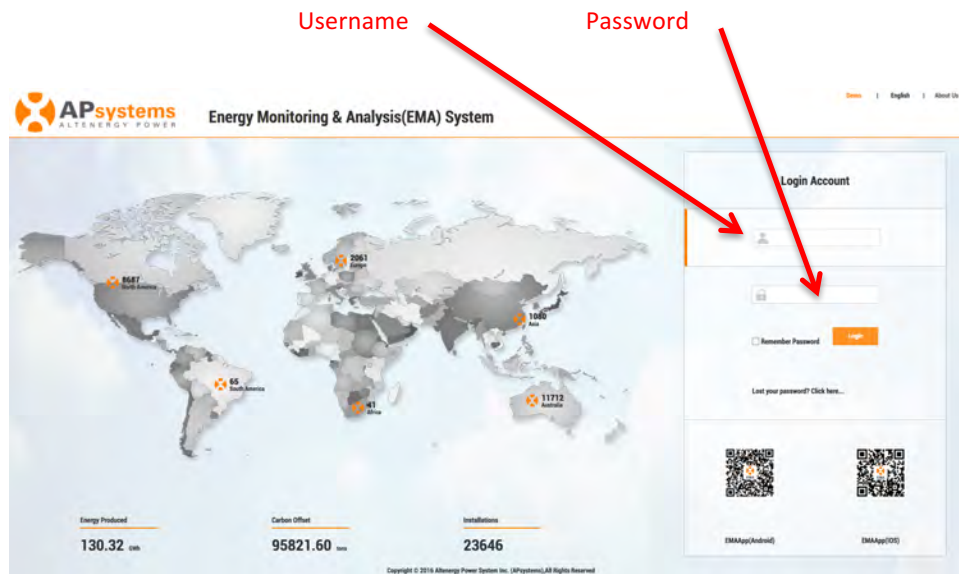 Username Password
APsystems
ALTENERGY POWER
Energy Monitoring & Analysis(EMA) System
Demo | English | About Us
Login Account
8687
North America
2061
Europe
1080
Asia
65
South America
41
Africa
11712
Australia
Remember Password
Login
Lost your password? Click here...
EMAApp(Android)
EMAApp(IOS)
Energy Produced
130.32 GWh
Carbon Offset
95821.60 tons
Installations
23646
Copyright © 2016 Altenergy Power System Inc. (APsystems),All Rights Reserved